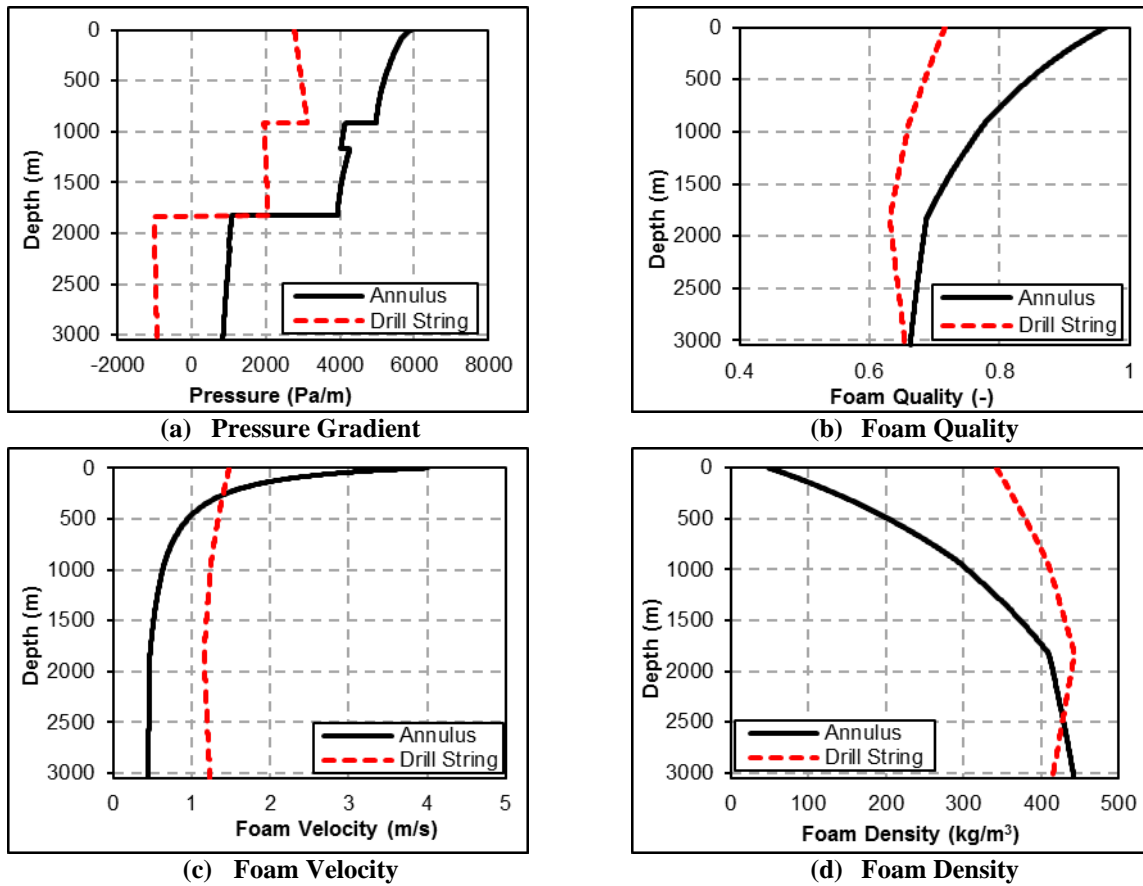 0
500
1000
1500
2000
2500
3000
Depth (m)
Annulus
Drill String
-2000 0 2000 4000 6000 8000
Pressure (Pa/m)
(a) Pressure Gradient
0
500
1000
1500
2000
2500
3000
Depth (m)
Annulus
Drill String
0.4 0.6 0.8 1
Foam Quality (-)
(b) Foam Quality
0
500
1000
1500
2000
2500
3000
Depth (m)
Annulus
Drill String
0 1 2 3 4 5
Foam Velocity (m/s)
(c) Foam Velocity
0
500
1000
1500
2000
2500
3000
Depth (m)
Annulus
Drill String
0 100 200 300 400 500
Foam Density (kg/m³)
(d) Foam Density